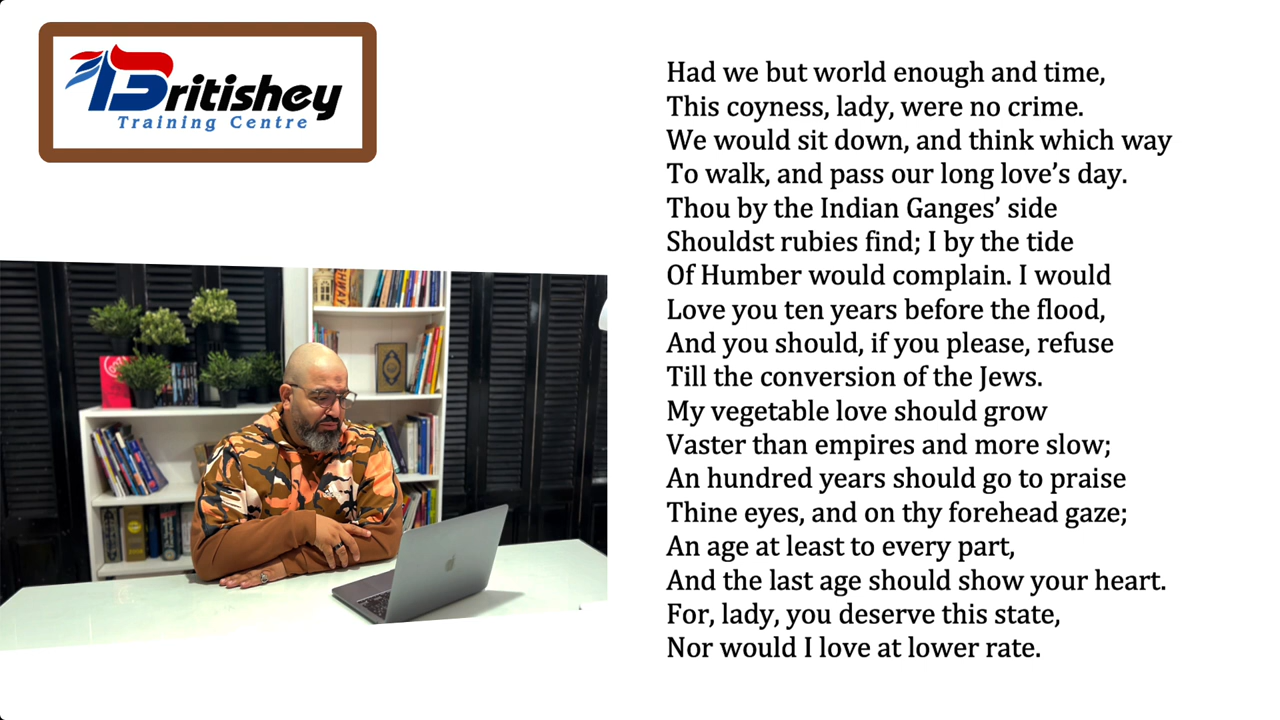 Britishey
Training Centre
Had we but world enough and time,
This coyness, lady, were no crime.
We would sit down, and think which way
To walk, and pass our long love’s day.
Thou by the Indian Ganges’ side
Shouldst rubies find; I by the tide
Of Humber would complain. I would
Love you ten years before the flood,
And you should, if you please, refuse
Till the conversion of the Jews.
My vegetable love should grow
Vaster than empires and more slow;
An hundred years should go to praise
Thine eyes, and on thy forehead gaze;
An age at least to every part,
And the last age should show your heart.
For, lady, you deserve this state,
Nor would I love at lower rate.